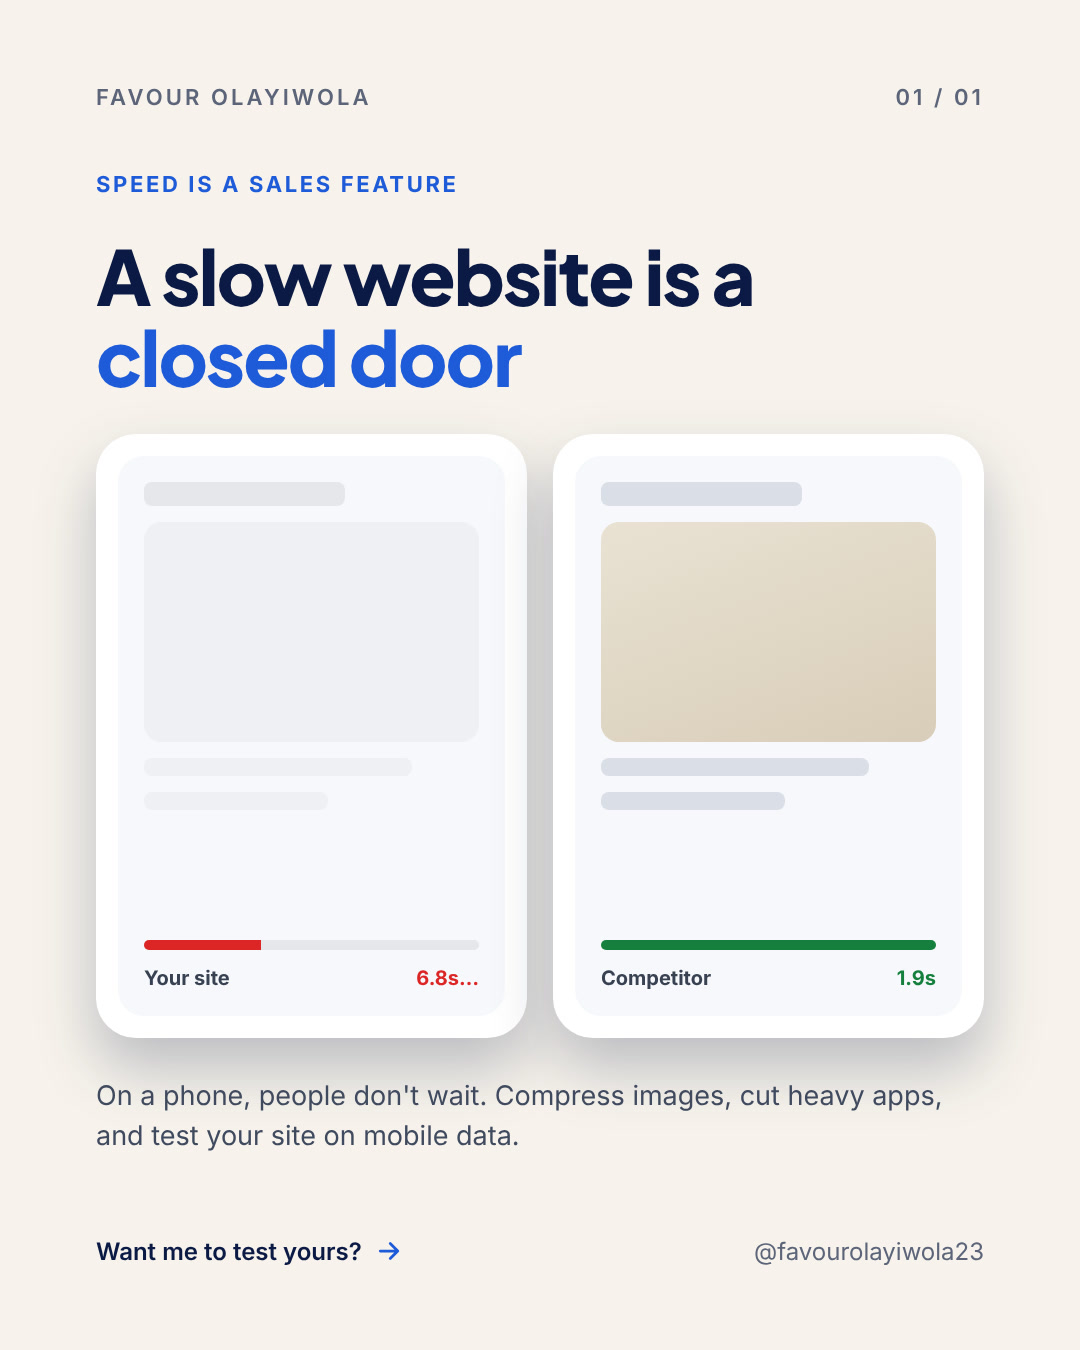 FAVOUR OLAYIWOLA
01 / 01
SPEED IS A SALES FEATURE
A slow website is a
closed door
Your site
6.8s...
Competitor
1.9s
On a phone, people don't wait. Compress images, cut heavy apps,
and test your site on mobile data.
Want me to test yours? →
@favourolayiwola23